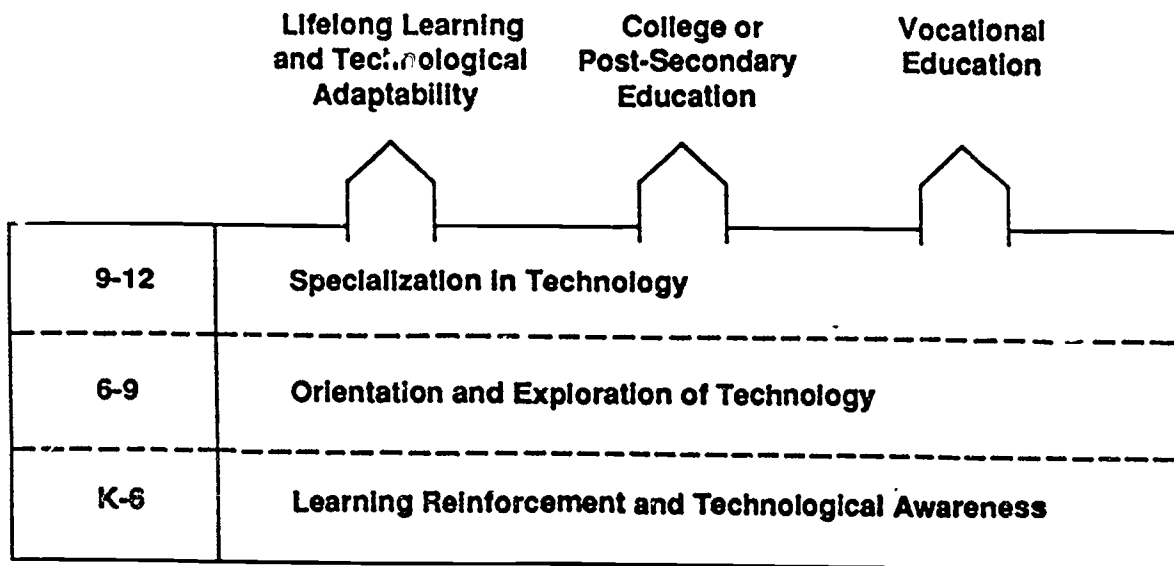 Lifelong Learning
and Technological
Adaptability
College or
Post-Secondary
Education
Vocational
Education
9-12
Specialization in Technology
6-9
Orientation and Exploration of Technology
K-6
Learning Reinforcement and Technological Awareness